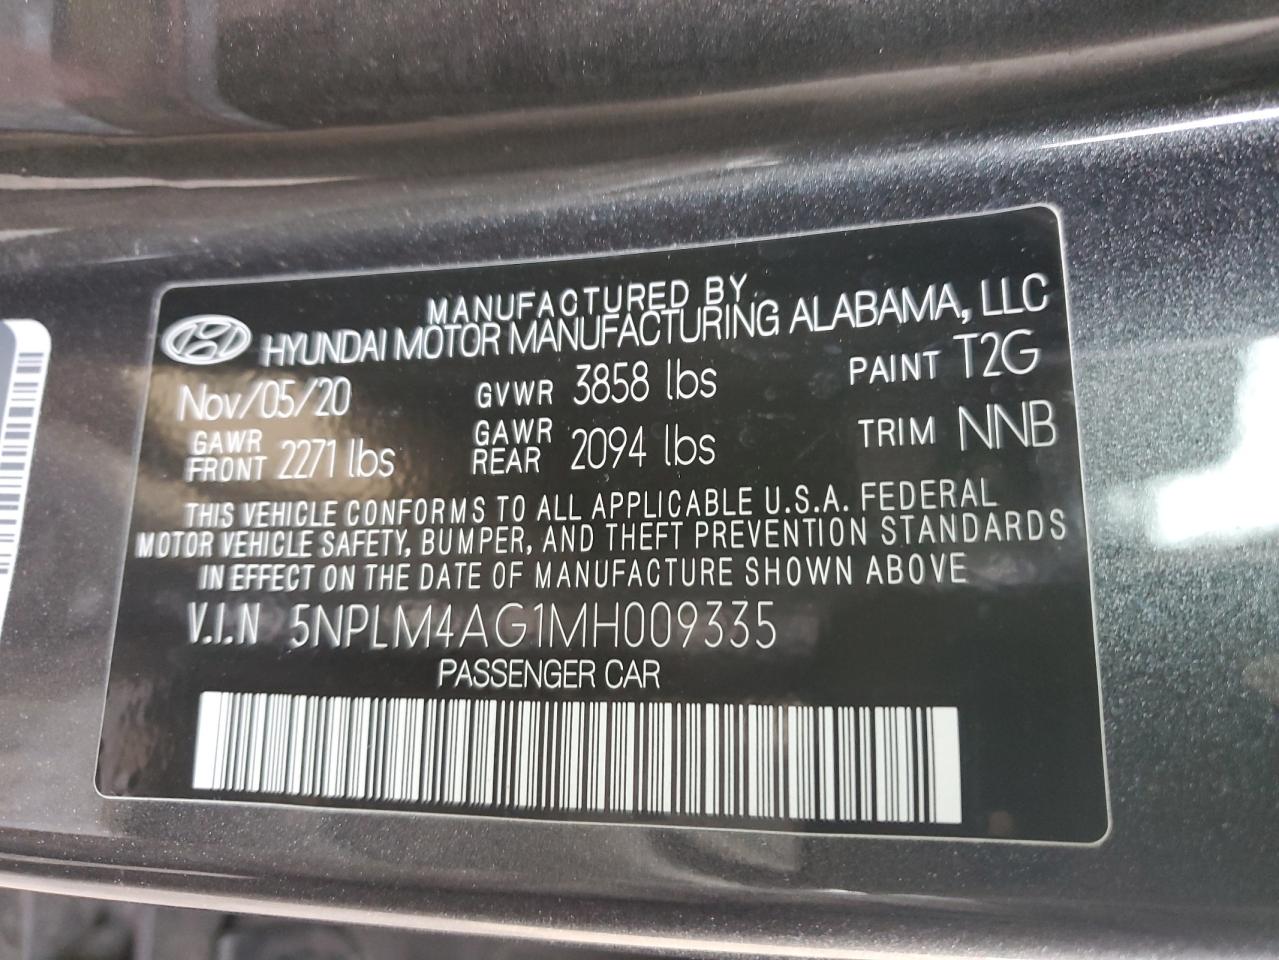 MANUFACTURED BY
HYUNDAI MOTOR MANUFACTURING ALABAMA, LLC
Nov/05/20 GVWR 3858 lbs PAINT T2G
GAWR FRONT 2271 lbs GAWR REAR 2094 lbs TRIM NNB
THIS VEHICLE CONFORMS TO ALL APPLICABLE U.S.A. FEDERAL
MOTOR VEHICLE SAFETY, BUMPER, AND THEFT PREVENTION STANDARDS
IN EFFECT ON THE DATE OF MANUFACTURE SHOWN ABOVE
V.I.N 5NPLM4AG1MH009335
PASSENGER CAR